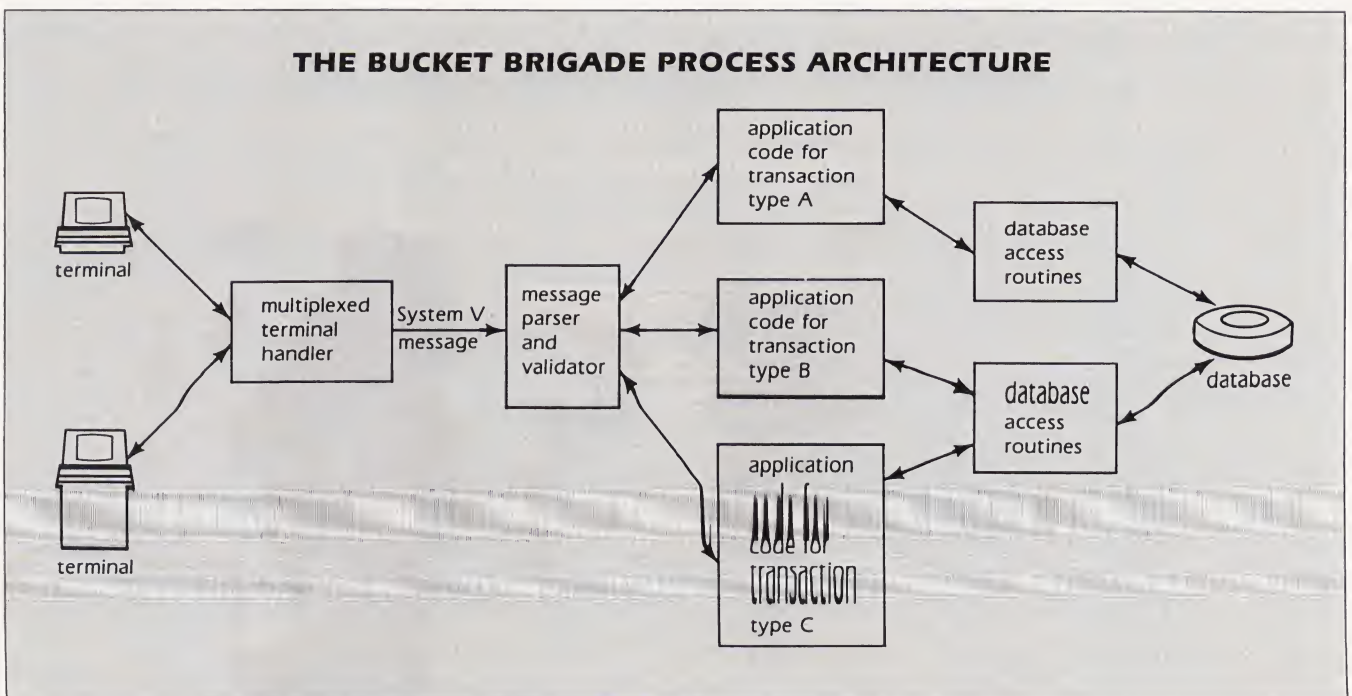 THE BUCKET BRIGADE PROCESS ARCHITECTURE
terminal
terminal
multiplexed
terminal
handler
System V
message
message
parser
and
validator
application
code for
transaction
type A
application
code for
transaction
type B
application
code for
transaction
type C
database
access
routines
database
access
routines
database